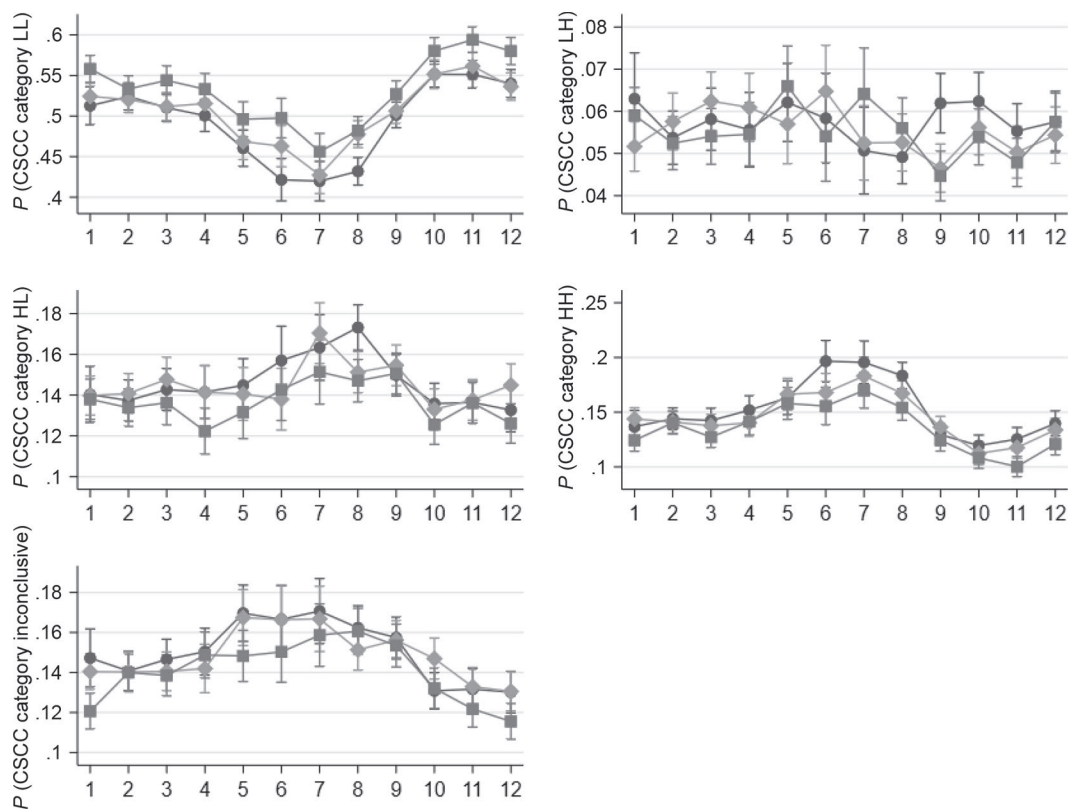 P (CSCC category LL)
.6
.55
.5
.45
.4
1 2 3 4 5 6 7 8 9 10 11 12
P (CSCC category LH)
.08
.07
.06
.05
.04
1 2 3 4 5 6 7 8 9 10 11 12
P (CSCC category HL)
.18
.16
.14
.12
.1
1 2 3 4 5 6 7 8 9 10 11 12
P (CSCC category HH)
.25
.2
.15
.1
1 2 3 4 5 6 7 8 9 10 11 12
P (CSCC category inconclusive)
.18
.16
.14
.12
.1
1 2 3 4 5 6 7 8 9 10 11 12